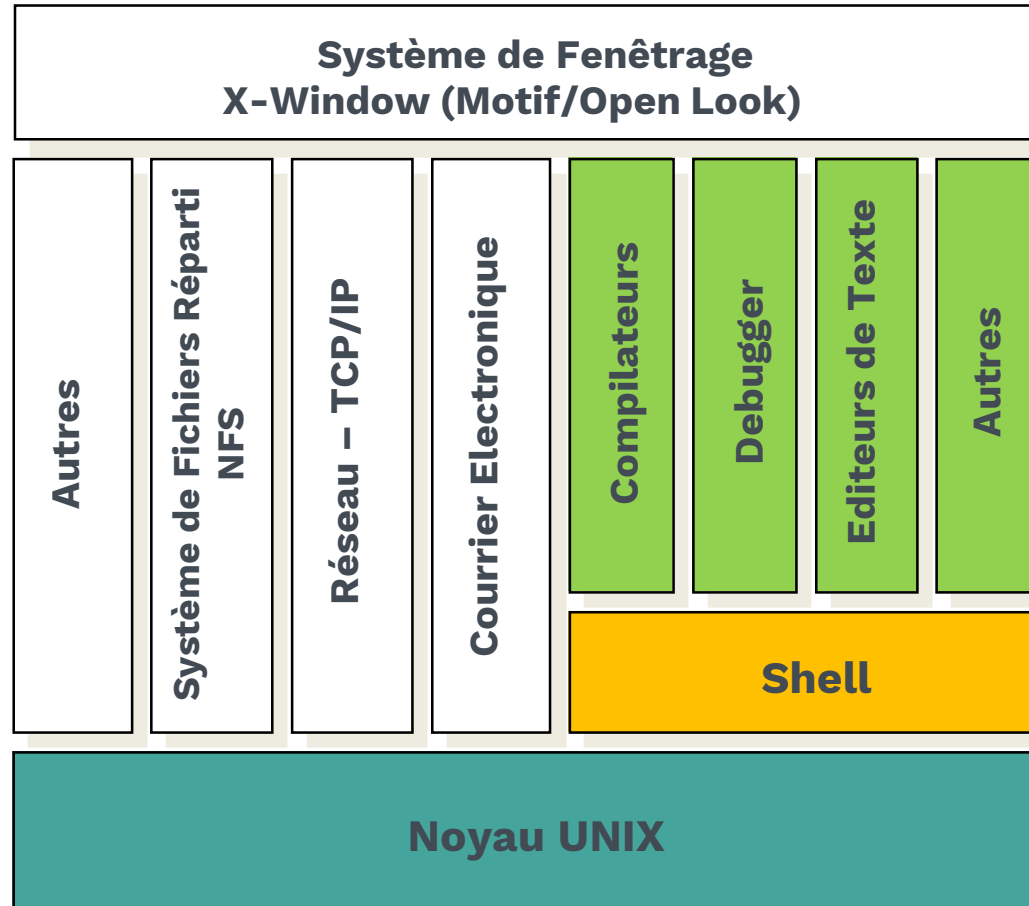 Système de Fenêtrage
X-Window (Motif/Open Look)
Autres
Système de Fichiers Réparti
NFS
Réseau – TCP/IP
Courrier Electronique
Compilateurs
Debugger
Editeurs de Texte
Autres
Shell
Noyau UNIX